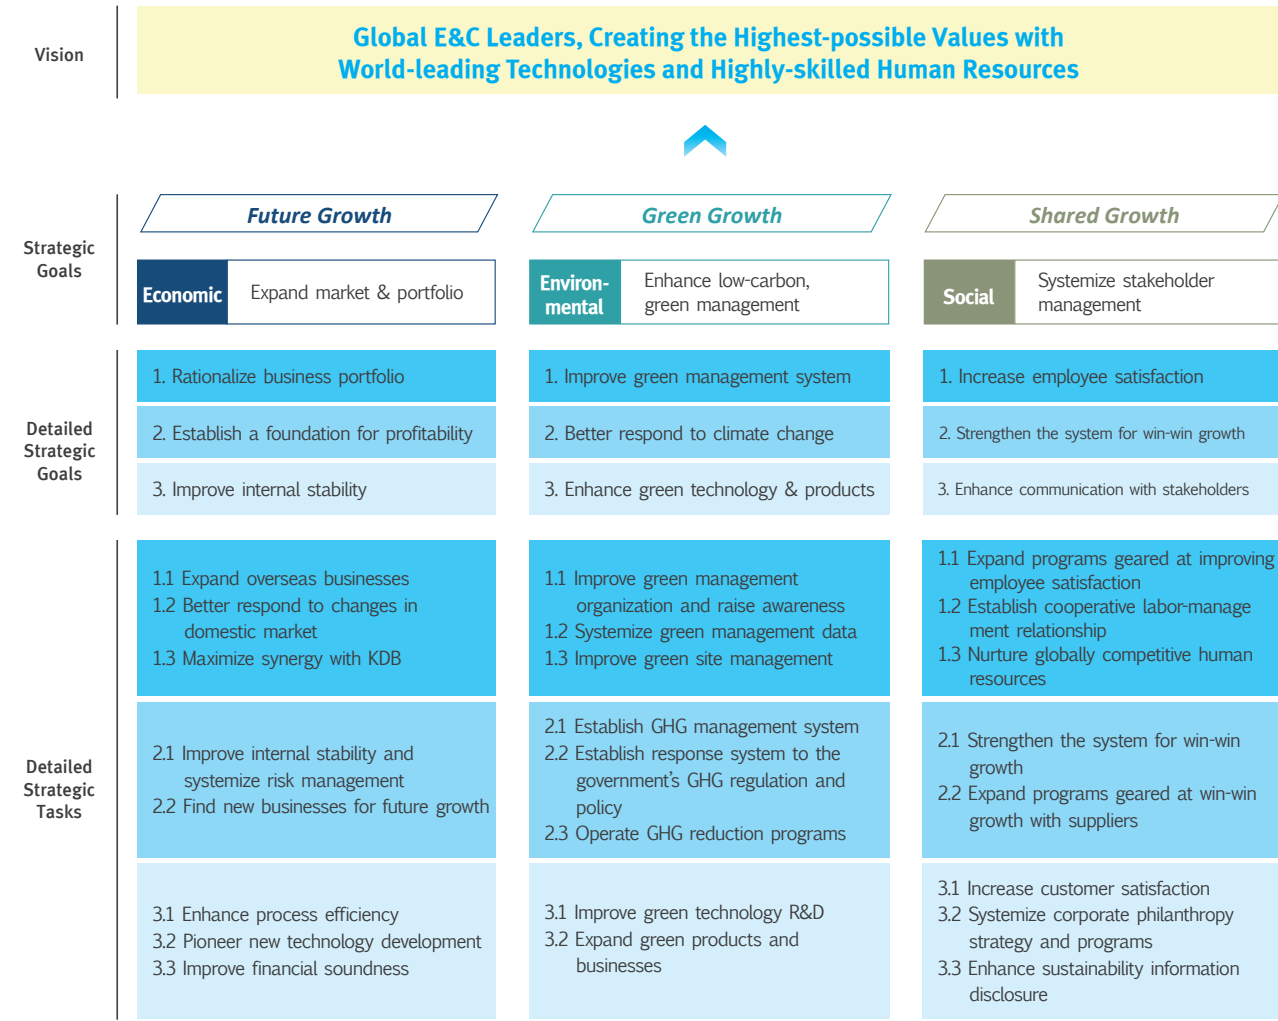 Vision
Global E&C Leaders, Creating the Highest-possible Values with
World-leading Technologies and Highly-skilled Human Resources
Strategic
Goals
Future Growth
Economic
Expand market & portfolio
Green Growth
Environ-
mental
Enhance low-carbon,
green management
Shared Growth
Social
Systemize stakeholder
management
Detailed
Strategic
Goals
1. Rationalize business portfolio
2. Establish a foundation for profitability
3. Improve internal stability
1. Improve green management system
2. Better respond to climate change
3. Enhance green technology & products
1. Increase employee satisfaction
2. Strengthen the system for win-win growth
3. Enhance communication with stakeholders
Detailed
Strategic
Tasks
1.1 Expand overseas businesses
1.2 Better respond to changes in
domestic market
1.3 Maximize synergy with KDB
2.1 Improve internal stability and
systemize risk management
2.2 Find new businesses for future growth
3.1 Enhance process efficiency
3.2 Pioneer new technology development
3.3 Improve financial soundness
1.1 Improve green management
organization and raise awareness
1.2 Systemize green management data
1.3 Improve green site management
2.1 Establish GHG management system
2.2 Establish response system to the
government's GHG regulation and
policy
2.3 Operate GHG reduction programs
3.1 Improve green technology R&D
3.2 Expand green products and
businesses
1.1 Expand programs geared at improving
employee satisfaction
1.2 Establish cooperative labor-manage
ment relationship
1.3 Nurture globally competitive human
resources
2.1 Strengthen the system for win-win
growth
2.2 Expand programs geared at win-win
growth with suppliers
3.1 Increase customer satisfaction
3.2 Systemize corporate philanthropy
strategy and programs
3.3 Enhance sustainability information
disclosure